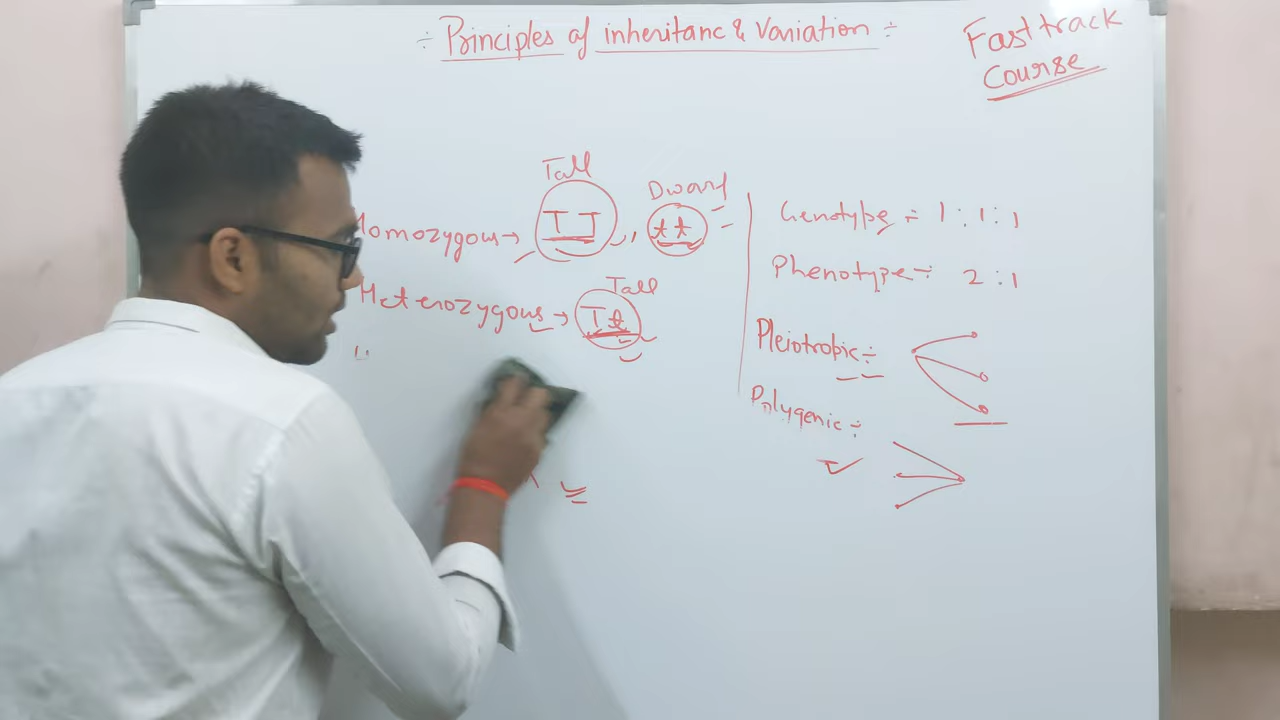 ÷ Principles of inheritanc & Variation ÷
Fast track
Course
Tall
Homozygous → TT , tt
Dwarf
Heterozygous → Tt
Tall
Genotype ÷ 1 : 1 : 1
Phenotype ÷ 2 : 1
Pleiotropic ÷
Polygenic ÷